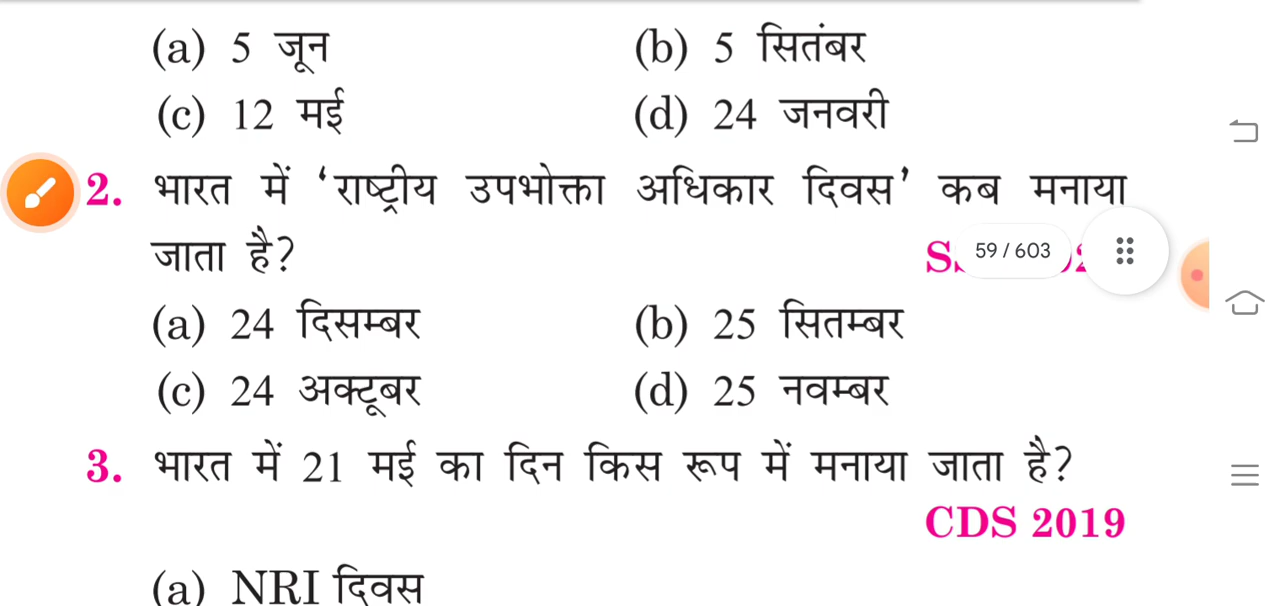 (a) 5 जून (b) 5 सितंबर
(c) 12 मई (d) 24 जनवरी
2. भारत में ‘राष्ट्रीय उपभोक्ता अधिकार दिवस’ कब मनाया
जाता है?
59 / 603
(a) 24 दिसम्बर (b) 25 सितम्बर
(c) 24 अक्टूबर (d) 25 नवम्बर
3. भारत में 21 मई का दिन किस रूप में मनाया जाता है?
CDS 2019
(a) NRI दिवस